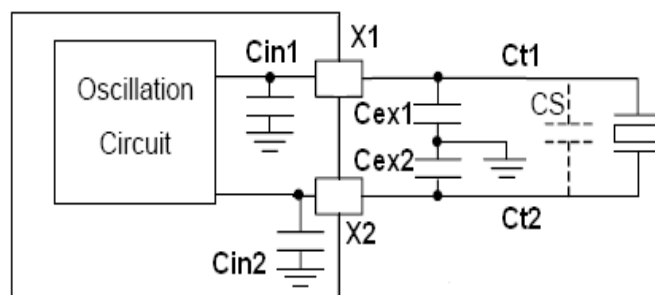 X1
Cin1
Ct1
Oscillation
Circuit
Cex1
CS
Cex2
X2
Ct2
Cin2